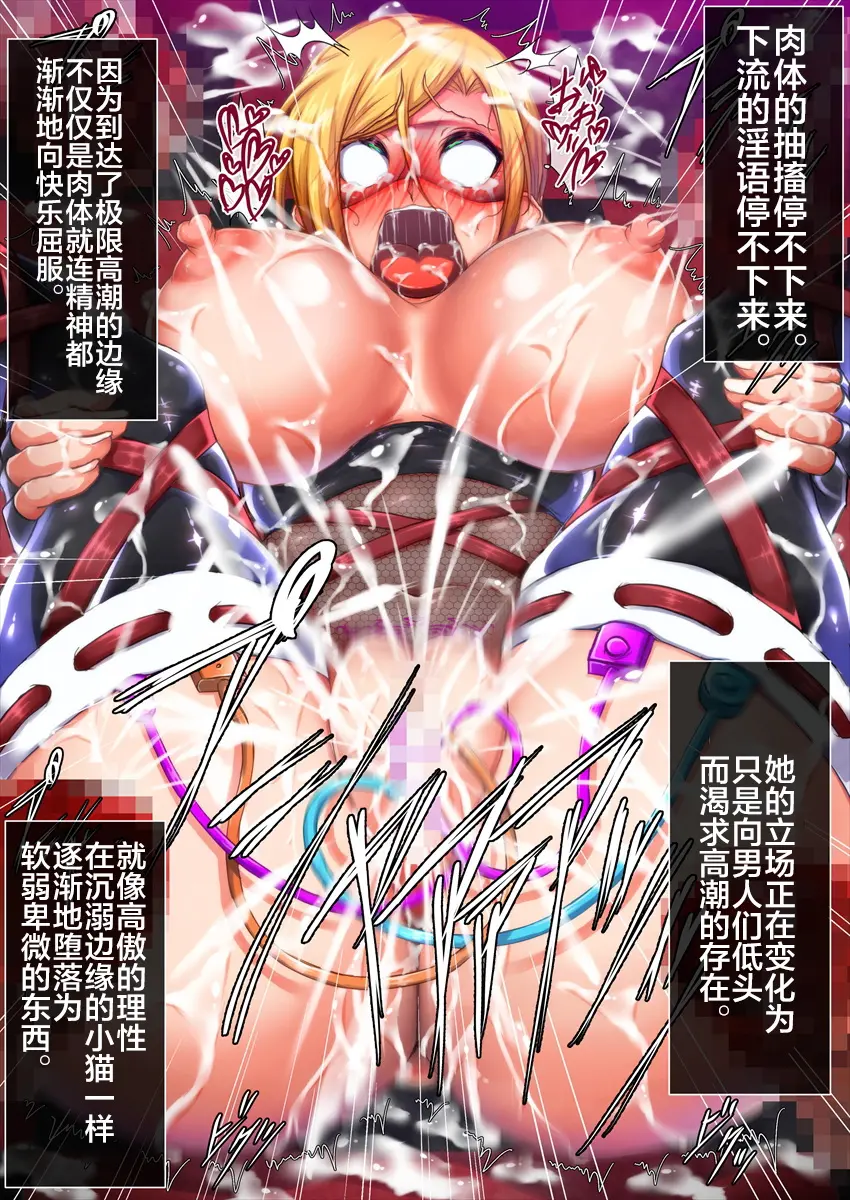 肉体的抽搐停不下来。
下流的淫语停不下来。
因为到达了极限高潮的边缘
不仅仅是肉体就连精神都
渐渐地向快乐屈服。
她的立场正在变化为
只是向男人们低头
而渴求高潮的存在。
就像高傲的理性
在沉溺边缘的小猫一样
逐渐地堕落为
软弱卑微的东西。